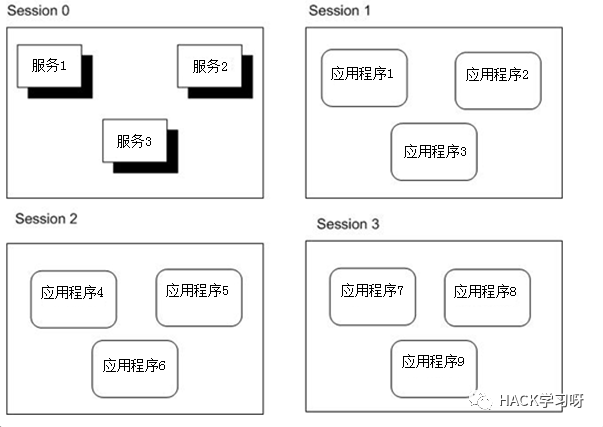 Session 0
Session 1
服务1
服务2
服务3
应用程序1
应用程序2
应用程序3
Session 2
Session 3
应用程序4
应用程序5
应用程序6
应用程序7
应用程序8
应用程序9
HACK学习呀